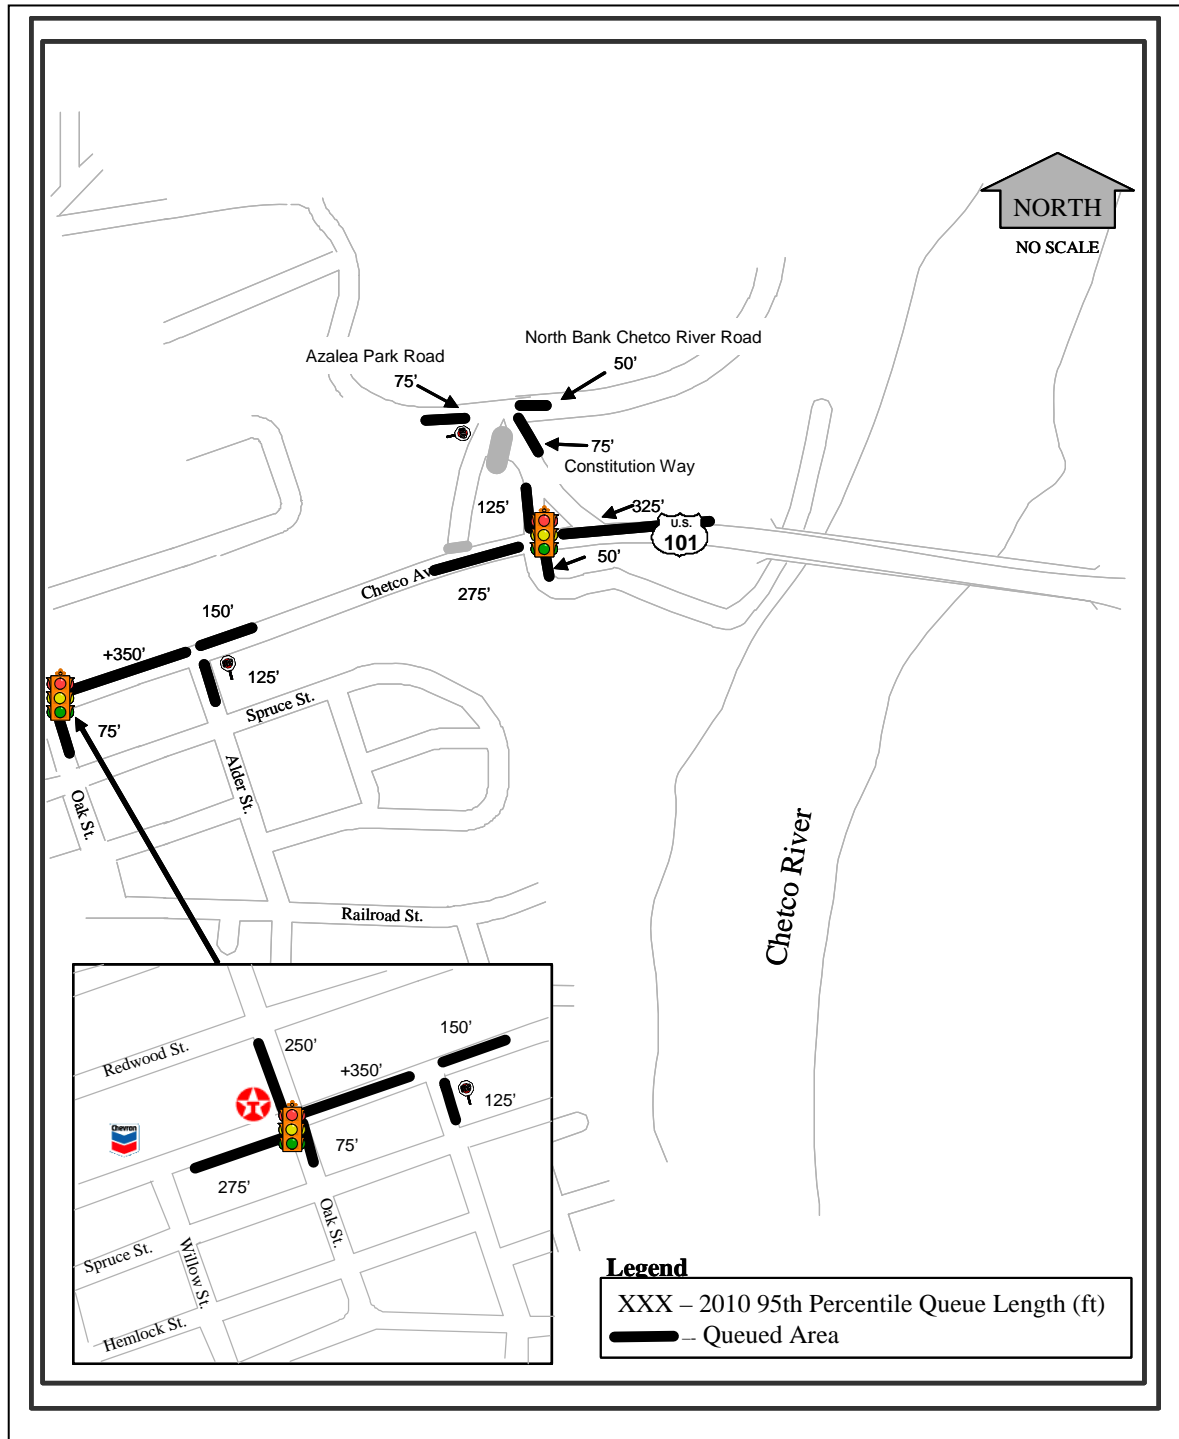 NORTH
NO SCALE
North Bank Chetco River Road
50'
Azalea Park Road
75'
75'
Constitution Way
125'
325'
U.S.
101
50'
Chetco Av
275'
150'
+350'
125'
75'
Spruce St.
Alder St.
Oak St.
Railroad St.
Chetco River
150'
250'
+350'
Redwood St.
125'
Chevron
T
75'
275'
Oak St.
Spruce St.
Willow St.
Hemlock St.
Legend
XXX – 2010 95th Percentile Queue Length (ft)
-- Queued Area